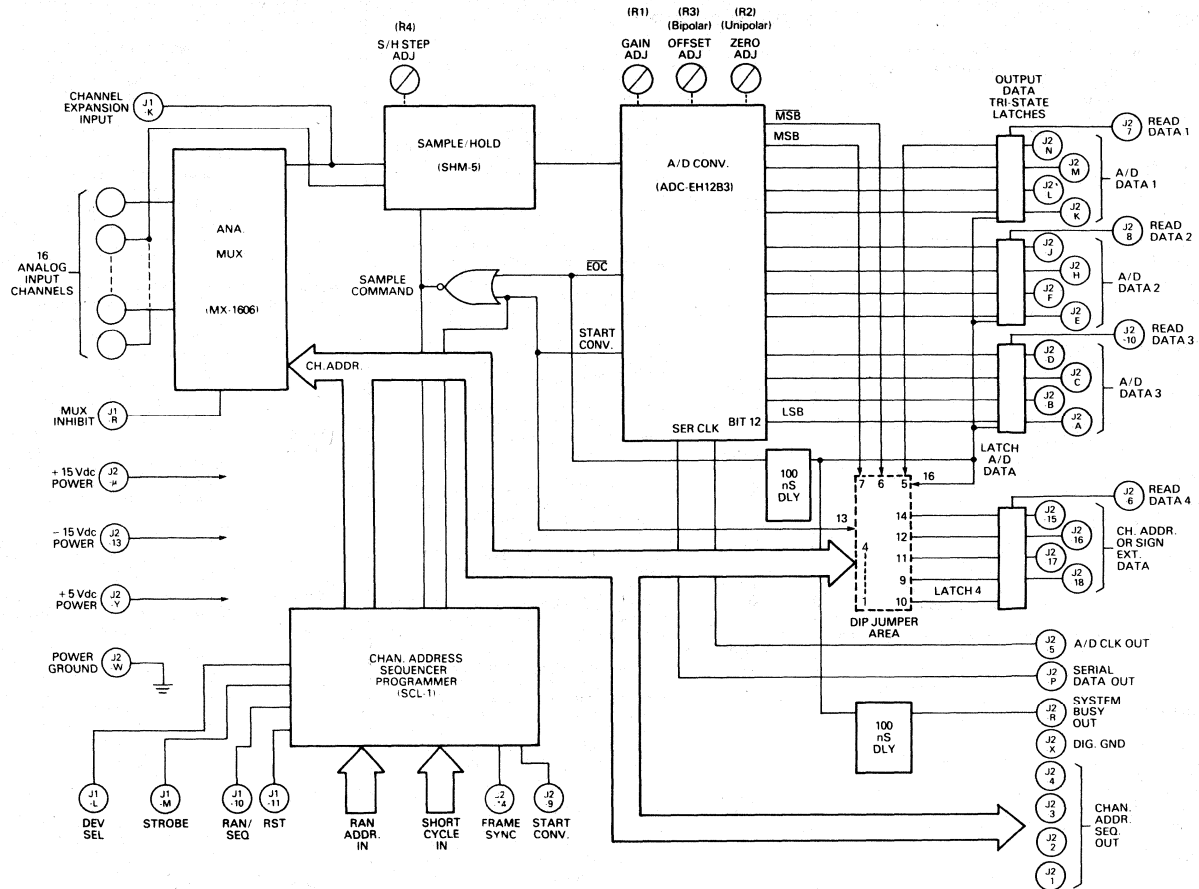 (R4)
S/H STEP
ADJ
(R1)
GAIN
ADJ
(R3)
(Bipolar)
OFFSET
ADJ
(R2)
(Unipolar)
ZERO
ADJ
CHANNEL
EXPANSION
INPUT
J1
-K
SAMPLE/HOLD
(SHM-5)
A/D CONV.
(ADC-EH12B3)
MSB
MSB
OUTPUT
DATA
TRI-STATE
LATCHES
J2
7
READ
DATA 1
J2
N
J2
M
J2
L
J2
K
A/D
DATA 1
16
ANALOG
INPUT
CHANNELS
ANA.
MUX
(MX-1606)
J2
8
READ
DATA 2
J2
J
J2
H
J2
F
J2
E
A/D
DATA 2
SAMPLE
COMMAND
EOC
START
CONV.
CH. ADDR.
J2
-10
READ
DATA 3
J2
D
J2
C
J2
-B
J2
A
A/D
DATA 3
LSB
BIT 12
SER CLK
MUX
INHIBIT
J1
-R
LATCH
A/D
DATA
100
nS
DLY
7 6 5
16
13
4
1
14
12
11
9
10
LATCH 4
DIP JUMPER
AREA
J2
6
READ
DATA 4
J2
-15
J2
16
J2
-17
J2
18
CH. ADDR.
OR SIGN
EXT.
DATA
+ 15 Vdc
POWER
J2
-μ
− 15 Vdc
POWER
J2
-13
+ 5 Vdc
POWER
J2
-Y
POWER
GROUND
J2
-W
CHAN. ADDRESS
SEQUENCER
PROGRAMMER
(SCL-1)
J2
5
A/D CLK OUT
J2
P
SERIAL
DATA OUT
J2
-R
SYSTEM
BUSY
OUT
100
nS
DLY
J2
X
DIG. GND
J2
4
J2
3
J2
2
J2
1
CHAN.
ADDR.
SEQ.
OUT
J1
-L
DEV
SEL
J1
-M
STROBE
J1
-10
RAN/
SEQ
J1
-11
RST
RAN
ADDR.
IN
SHORT
CYCLE
IN
J2
-14
FRAME
SYNC
J2
-9
START
CONV.